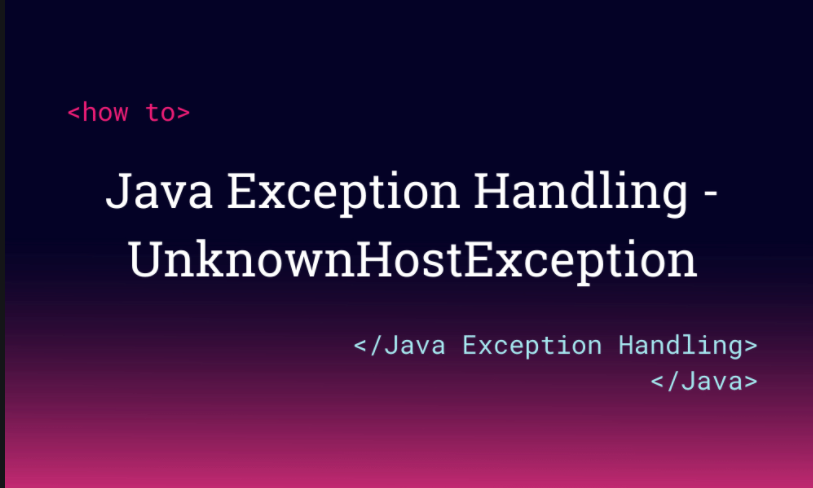 <how to>
Java Exception Handling -
UnknownHostException
</Java Exception Handling>
</Java>